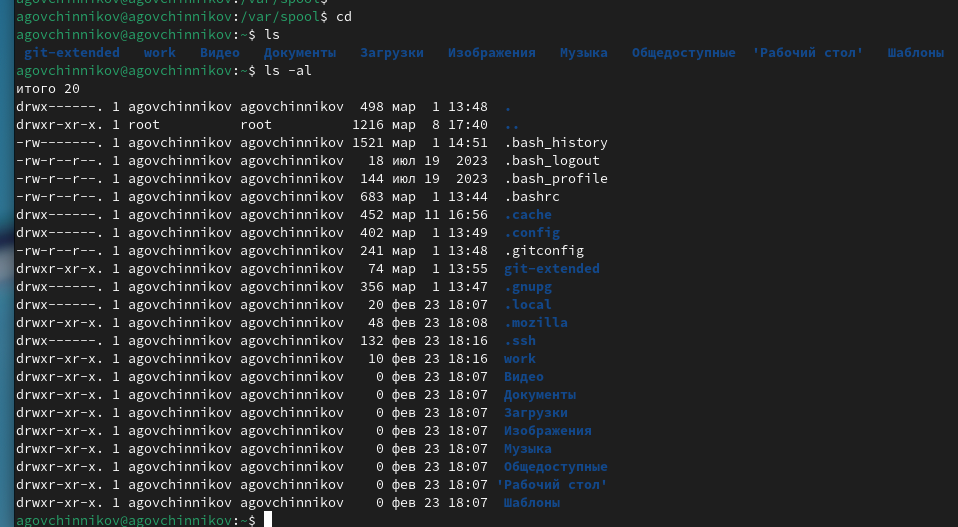 agovchinnikov@agovchinnikov:/var/spool$
agovchinnikov@agovchinnikov:/var/spool$ cd
agovchinnikov@agovchinnikov:~$ ls
git-extended work Видео Документы Загрузки Изображения Музыка Общедоступные 'Рабочий стол' Шаблоны
agovchinnikov@agovchinnikov:~$ ls -al
итого 20
drwx------. 1 agovchinnikov agovchinnikov 498 мар 1 13:48 .
drwxr-xr-x. 1 root root 1216 мар 8 17:40 ..
-rw-------. 1 agovchinnikov agovchinnikov 1521 мар 1 14:51 .bash_history
-rw-r--r--. 1 agovchinnikov agovchinnikov 18 июл 19 2023 .bash_logout
-rw-r--r--. 1 agovchinnikov agovchinnikov 144 июл 19 2023 .bash_profile
-rw-r--r--. 1 agovchinnikov agovchinnikov 683 мар 1 13:44 .bashrc
drwx------. 1 agovchinnikov agovchinnikov 452 мар 11 16:56 .cache
drwx------. 1 agovchinnikov agovchinnikov 402 мар 1 13:49 .config
-rw-r--r--. 1 agovchinnikov agovchinnikov 241 мар 1 13:48 .gitconfig
drwxr-xr-x. 1 agovchinnikov agovchinnikov 74 мар 1 13:55 git-extended
drwx------. 1 agovchinnikov agovchinnikov 356 мар 1 13:47 .gnupg
drwx------. 1 agovchinnikov agovchinnikov 20 фев 23 18:07 .local
drwxr-xr-x. 1 agovchinnikov agovchinnikov 48 фев 23 18:08 .mozilla
drwx------. 1 agovchinnikov agovchinnikov 132 фев 23 18:16 .ssh
drwxr-xr-x. 1 agovchinnikov agovchinnikov 10 фев 23 18:16 work
drwxr-xr-x. 1 agovchinnikov agovchinnikov 0 фев 23 18:07 Видео
drwxr-xr-x. 1 agovchinnikov agovchinnikov 0 фев 23 18:07 Документы
drwxr-xr-x. 1 agovchinnikov agovchinnikov 0 фев 23 18:07 Загрузки
drwxr-xr-x. 1 agovchinnikov agovchinnikov 0 фев 23 18:07 Изображения
drwxr-xr-x. 1 agovchinnikov agovchinnikov 0 фев 23 18:07 Музыка
drwxr-xr-x. 1 agovchinnikov agovchinnikov 0 фев 23 18:07 Общедоступные
drwxr-xr-x. 1 agovchinnikov agovchinnikov 0 фев 23 18:07 'Рабочий стол'
drwxr-xr-x. 1 agovchinnikov agovchinnikov 0 фев 23 18:07 Шаблоны
agovchinnikov@agovchinnikov:~$